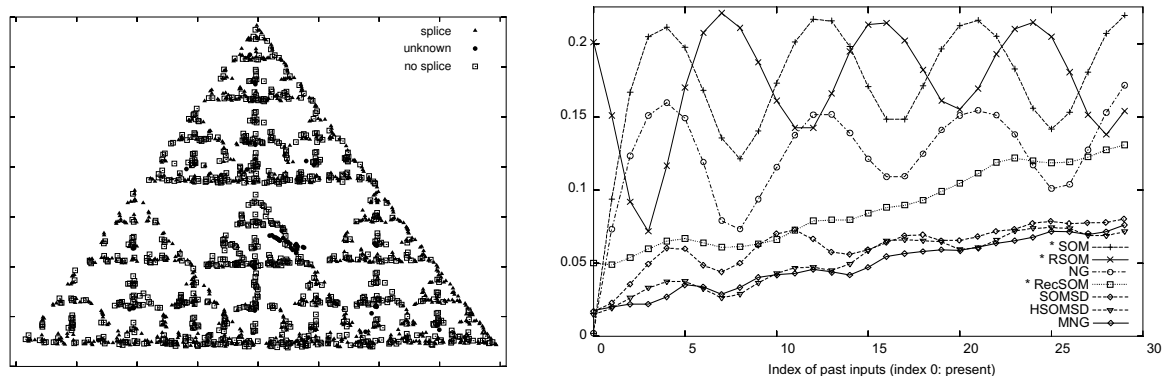 splice
unknown
no splice
0.2
0.15
0.1
0.05
0
* SOM
* RSOM
NG
* RecSOM
SOMSD
HSOMSD
MNG
0 5 10 15 20 25 30
Index of past inputs (index 0: present)